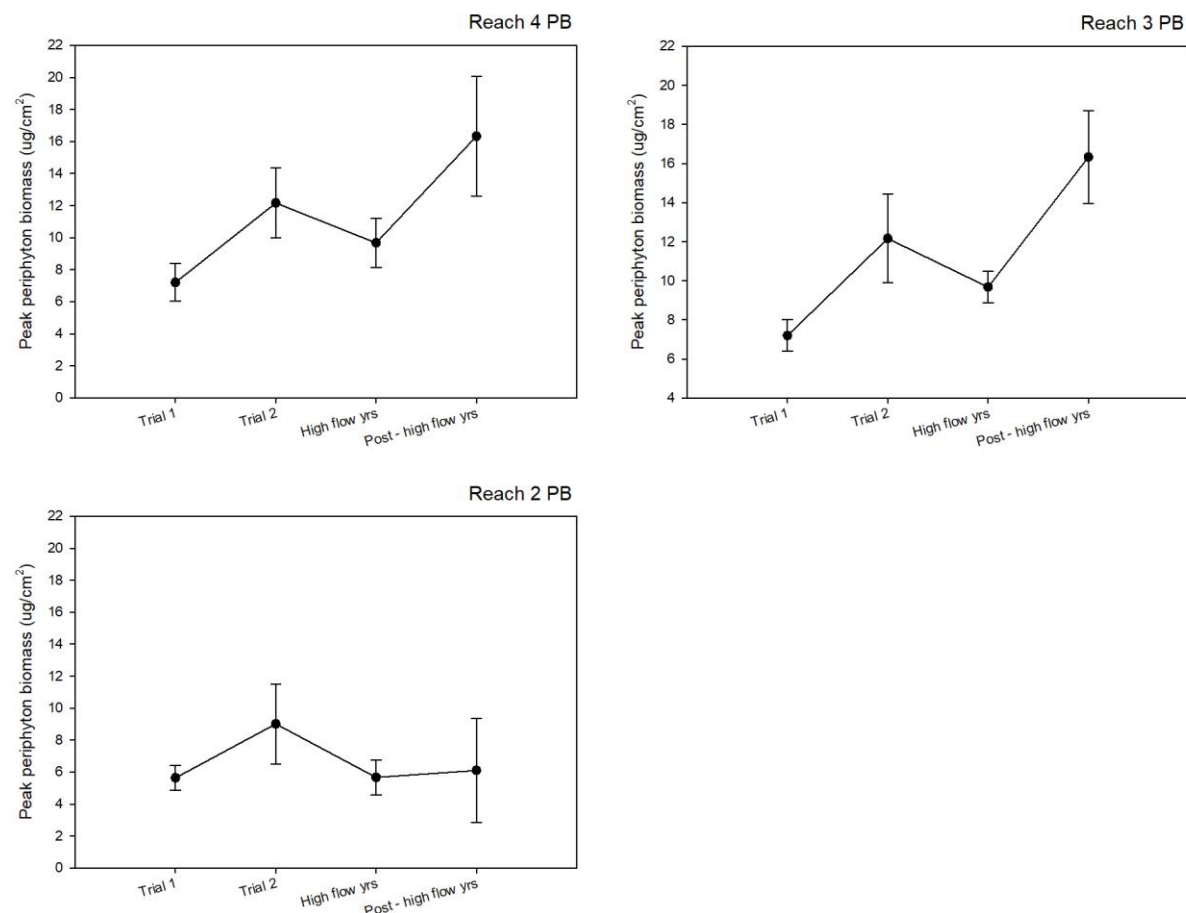 Reach 4 PB
Peak periphyton biomass (ug/cm²)
22
20
18
16
14
12
10
8
6
4
2
0
Trial 1
Trial 2
High flow yrs
Post - high flow yrs
Reach 3 PB
Peak periphyton biomass (ug/cm²)
22
20
18
16
14
12
10
8
6
4
Trial 1
Trial 2
High flow yrs
Post - high flow yrs
Reach 2 PB
Peak periphyton biomass (ug/cm²)
22
20
18
16
14
12
10
8
6
4
2
0
Trial 1
Trial 2
High flow yrs
Post - high flow yrs